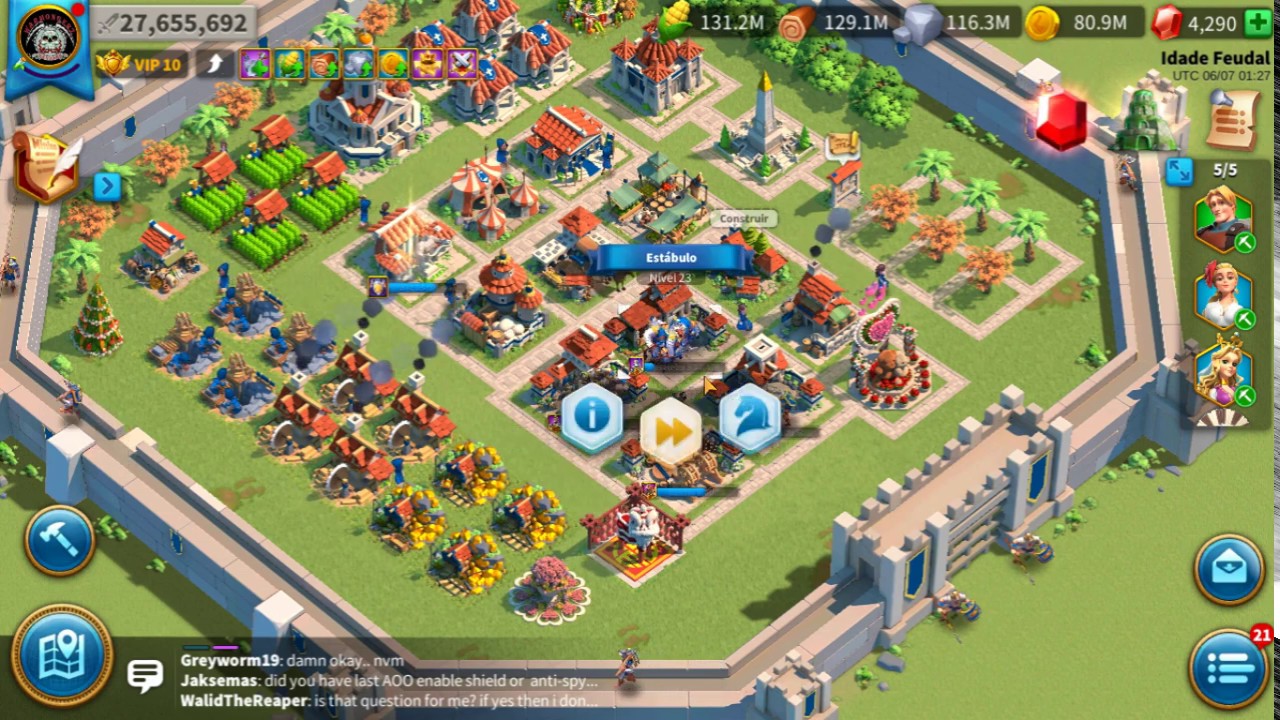 27,655,692
131.2M
129.1M
116.3M
80.9M
4,290
VIP 10
Idade Feudal
UTC 06/07 01:27
5/5
Construir
Estábulo
Nível 23
21
Greyworm19: damn okay.. nvm
Jaksemas: did you have last AOO enable shield or anti-spy...
WalidTheReaper: is that question for me? if yes then i don...